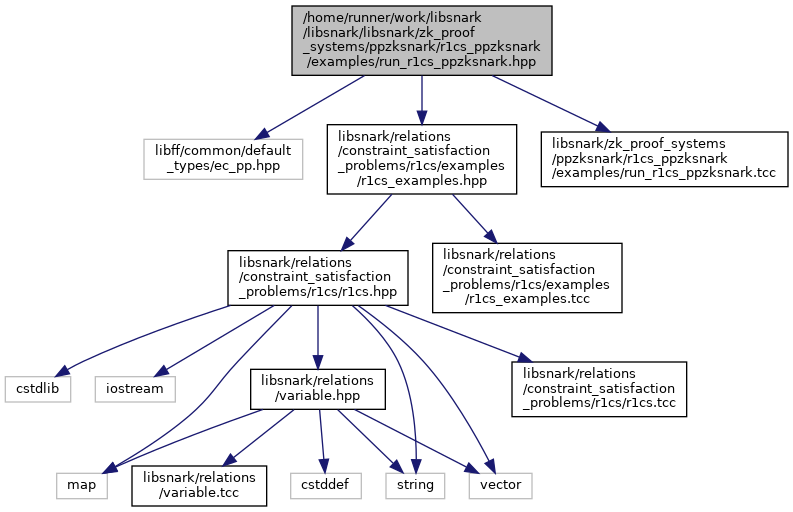 /home/runner/work/libsnark
/libsnark/libsnark/zk_proof
_systems/ppzksnark/r1cs_ppzksnark
/examples/run_r1cs_ppzksnark.hpp
libff/common/default
_types/ec_pp.hpp
libsnark/relations
/constraint_satisfaction
_problems/r1cs/examples
/r1cs_examples.hpp
libsnark/zk_proof_systems
/ppzksnark/r1cs_ppzksnark
/examples/run_r1cs_ppzksnark.tcc
libsnark/relations
/constraint_satisfaction
_problems/r1cs/r1cs.hpp
libsnark/relations
/constraint_satisfaction
_problems/r1cs/examples
/r1cs_examples.tcc
cstdlib
iostream
libsnark/relations
/variable.hpp
libsnark/relations
/constraint_satisfaction
_problems/r1cs/r1cs.tcc
map
libsnark/relations
/variable.tcc
cstddef
string
vector